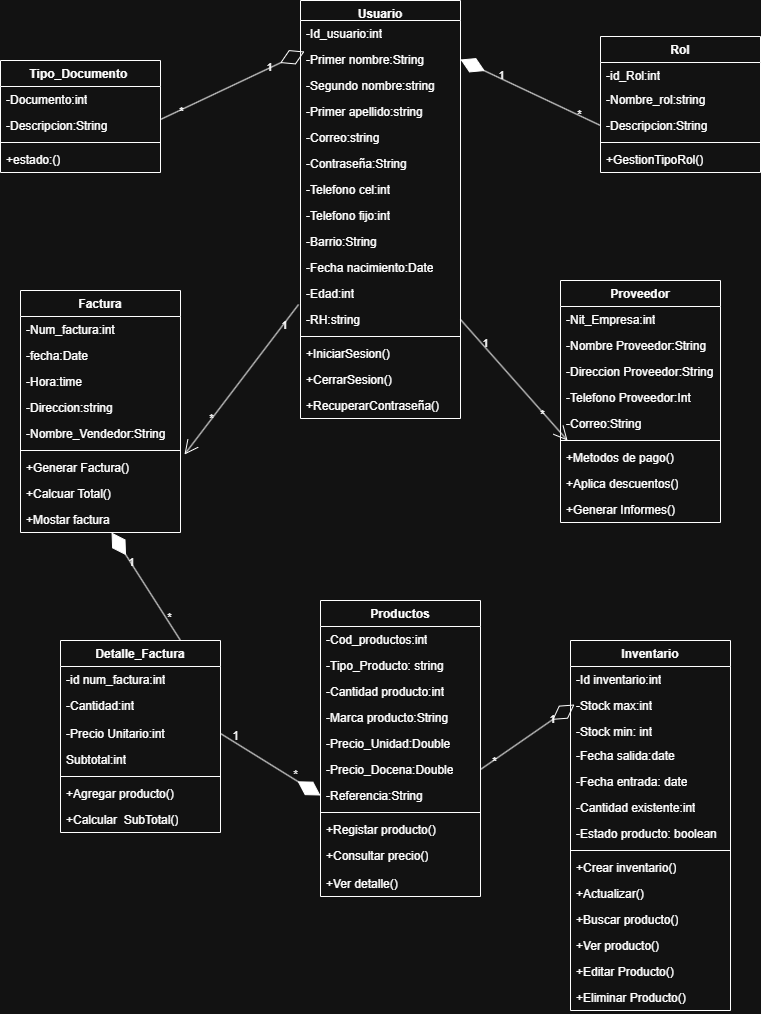 Usuario
-Id_usuario:int
-Primer nombre:String
-Segundo nombre:string
-Primer apellido:string
-Correo:string
-Contraseña:String
-Telefono cel:int
-Telefono fijo:int
-Barrio:String
-Fecha nacimiento:Date
-Edad:int
-RH:string
+IniciarSesion()
+CerrarSesion()
+RecuperarContraseña()
Tipo_Documento
-Documento:int
-Descripcion:String
+estado:()
1
*
Rol
-id_Rol:int
-Nombre_rol:string
-Descripcion:String
+GestionTipoRol()
1
*
Factura
-Num_factura:int
-fecha:Date
-Hora:time
-Direccion:string
-Nombre_Vendedor:String
+Generar Factura()
+Calcuar Total()
+Mostar factura
1
*
Proveedor
-Nit_Empresa:int
-Nombre Proveedor:String
-Direccion Proveedor:String
-Telefono Proveedor:Int
-Correo:String
+Metodos de pago()
+Aplica descuentos()
+Generar Informes()
1
*
1
*
Detalle_Factura
-id num_factura:int
-Cantidad:int
-Precio Unitario:int
Subtotal:int
+Agregar producto()
+Calcular  SubTotal()
1
*
Productos
-Cod_productos:int
-Tipo_Producto: string
-Cantidad producto:int
-Marca producto:String
-Precio_Unidad:Double
-Precio_Docena:Double
-Referencia:String
+Registar producto()
+Consultar precio()
+Ver detalle()
1
*
Inventario
-Id inventario:int
-Stock max:int
-Stock min: int
-Fecha salida:date
-Fecha entrada: date
-Cantidad existente:int
-Estado producto: boolean
+Crear inventario()
+Actualizar()
+Buscar producto()
+Ver producto()
+Editar Producto()
+Eliminar Producto()